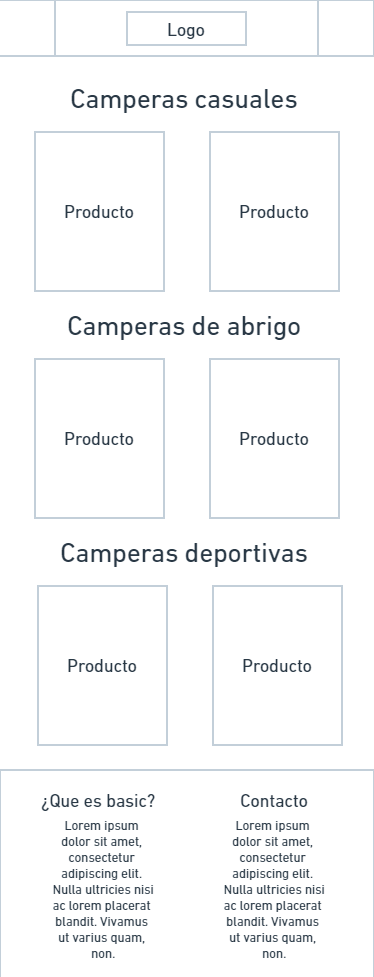 Logo
Camperas casuales
Producto
Producto
Camperas de abrigo
Producto
Producto
Camperas deportivas
Producto
Producto
¿Que es basic?
Lorem ipsum
dolor sit amet,
consectetur
adipiscing elit.
Nulla ultricies nisi
ac lorem placerat
blandit. Vivamus
ut varius quam,
non.
Contacto
Lorem ipsum
dolor sit amet,
consectetur
adipiscing elit.
Nulla ultricies nisi
ac lorem placerat
blandit. Vivamus
ut varius quam,
non.